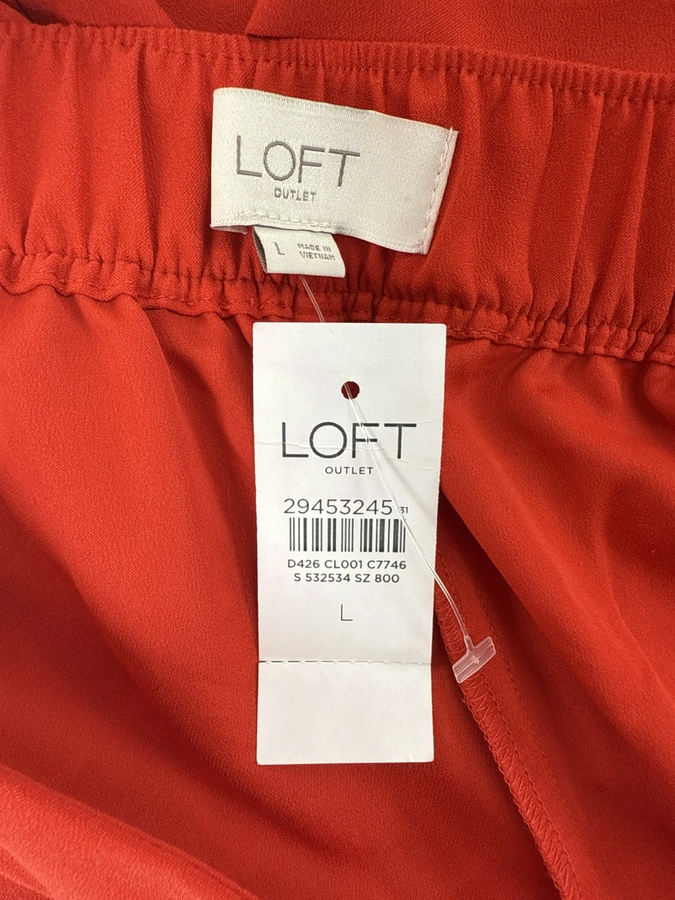 LOFT
OUTLET
L
MADE IN
VIETNAM
LOFT
OUTLET
29453245 31
D426 CL001 C7746
S 532534 SZ 800
L